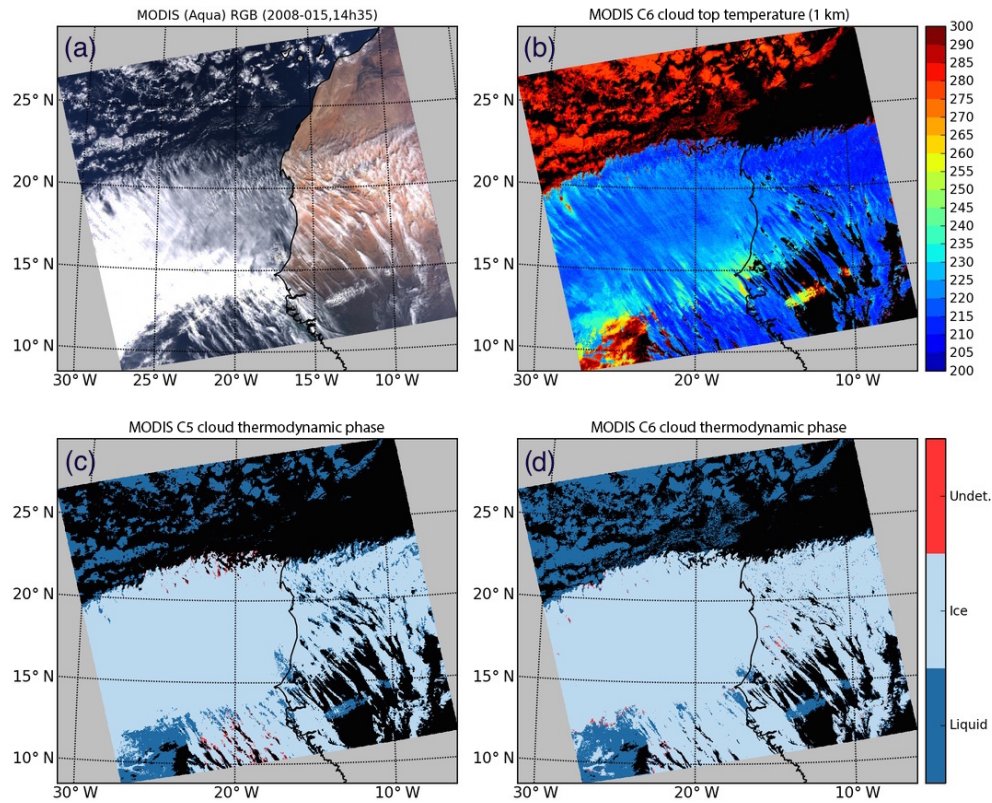 MODIS (Aqua) RGB (2008-015,14h35)
(a)
25° N
20° N
15° N
10° N
30° W
25° W
20° W
15° W
10° W
MODIS C6 cloud top temperature (1 km)
(b)
20° W
10° W
300
290
285
280
275
270
265
260
255
250
245
240
235
230
225
220
215
210
205
200
MODIS C5 cloud thermodynamic phase
(c)
25° N
20° N
15° N
10° N
30° W
25° W
20° W
15° W
10° W
MODIS C6 cloud thermodynamic phase
(d)
25° N
20° N
15° N
10° N
30° W
20° W
10° W
Undet.
Ice
Liquid